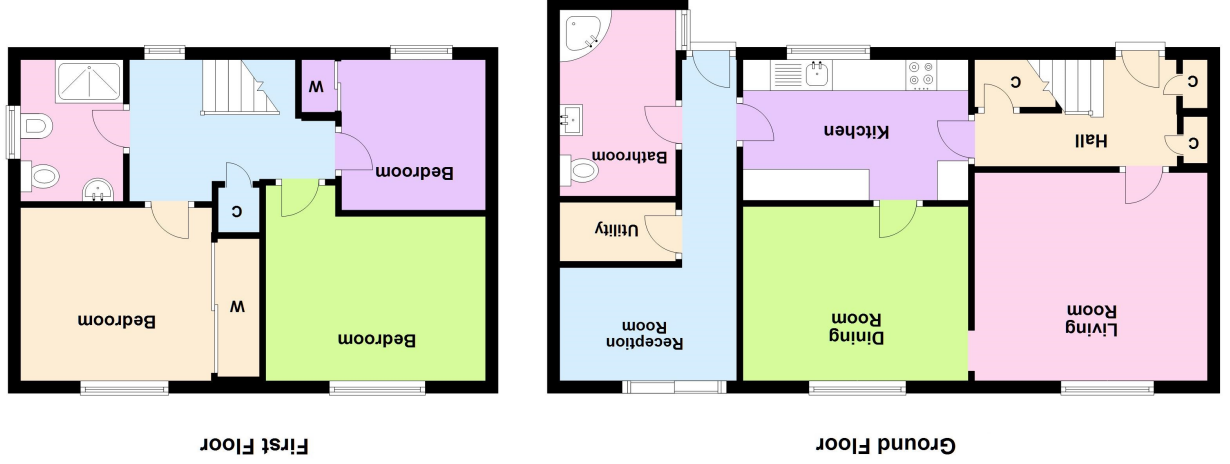 Ground Floor
Living
Room
Dining
Room
Reception
Room
Utility
C
Hall
Kitchen
Bathroom
C
C
First Floor
Bedroom
W
Bedroom
C
Bedroom
W